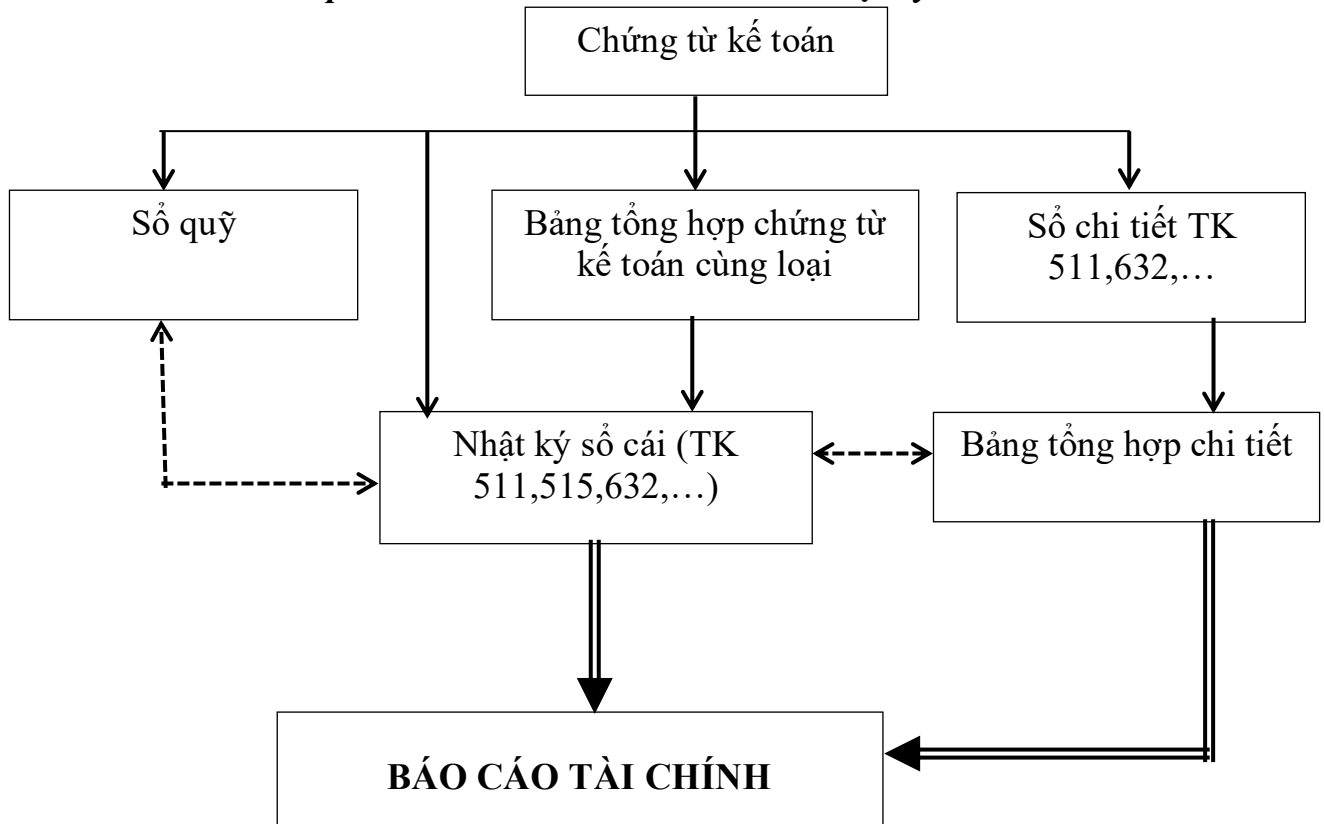 Chứng từ kế toán
Sổ quỹ
Bảng tổng hợp chứng từ
kế toán cùng loại
Sổ chi tiết TK
511,632,…
Nhật ký sổ cái (TK
511,515,632,…)
Bảng tổng hợp chi tiết
BÁO CÁO TÀI CHÍNH